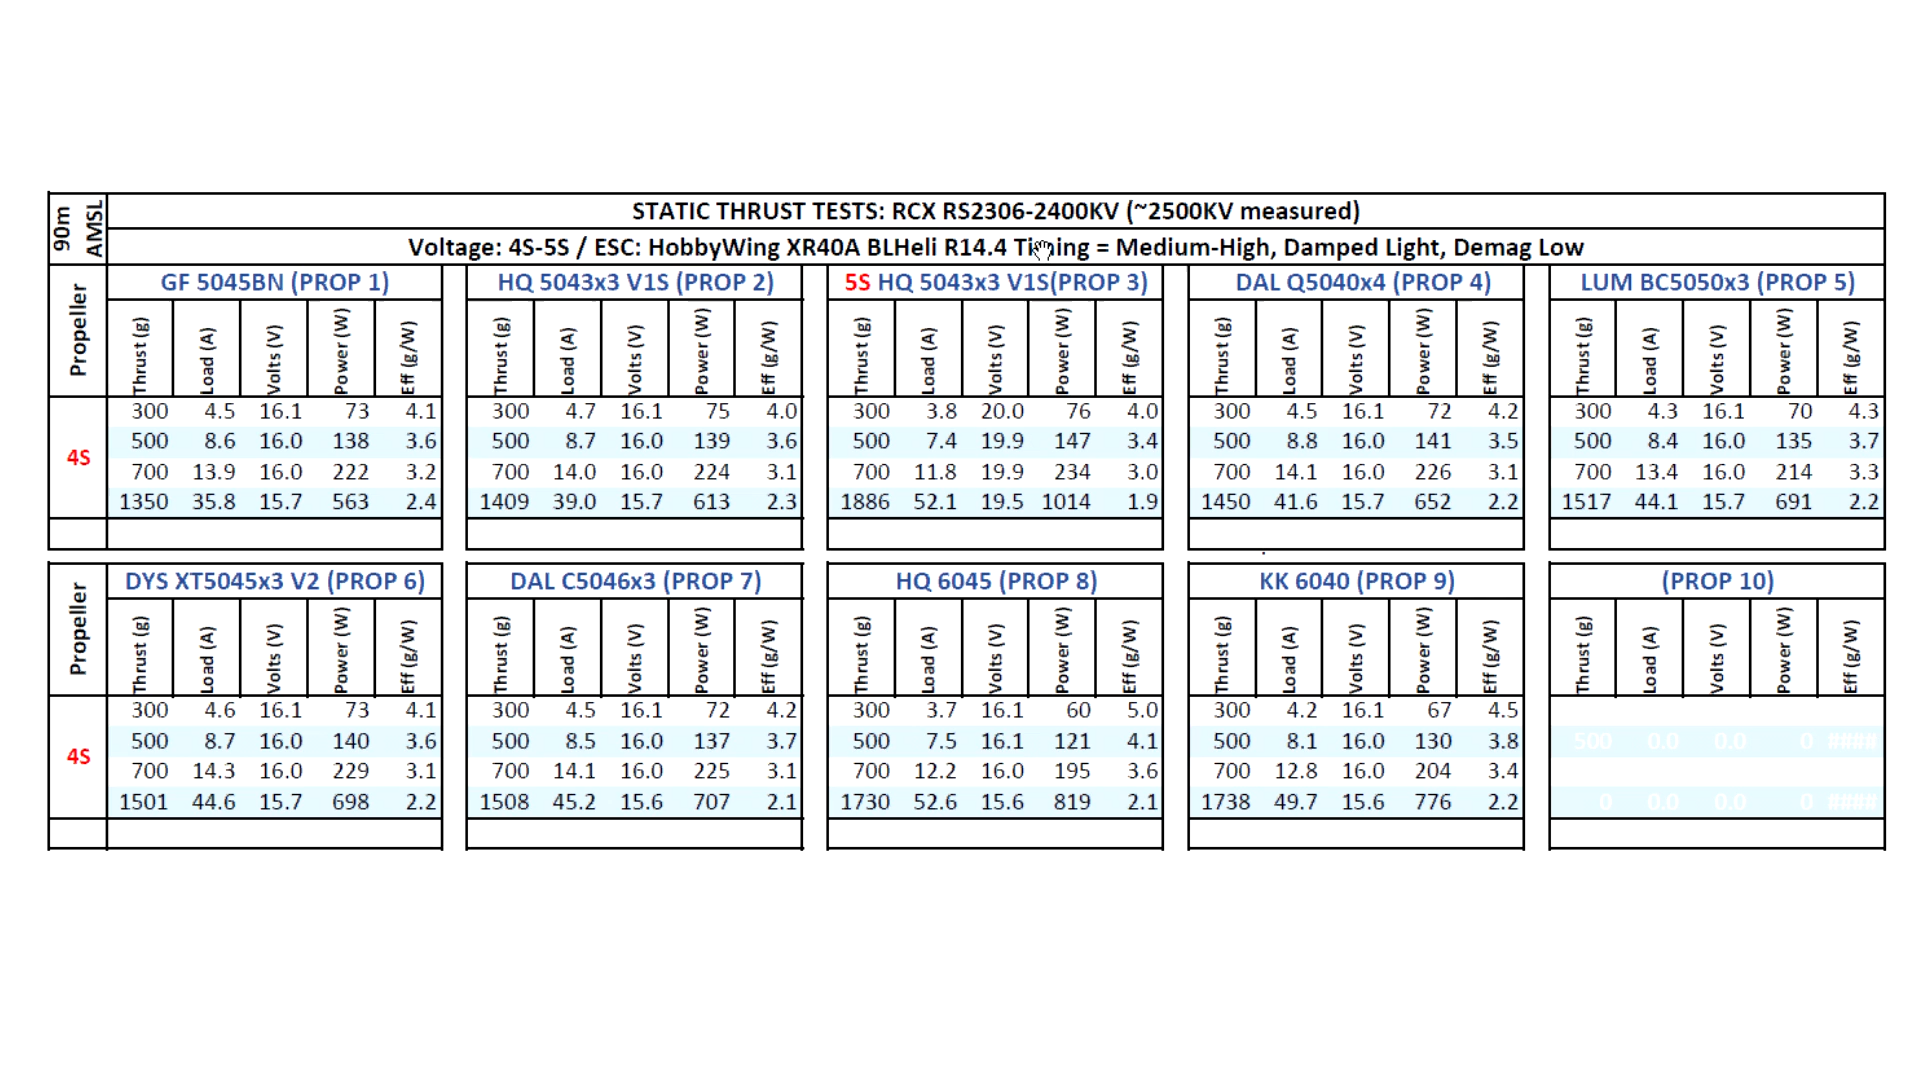 90m AMSL
STATIC THRUST TESTS: RCX RS2306-2400KV (~2500KV measured)
Voltage: 4S-5S / ESC: HobbyWing XR40A BLHeli R14.4 Timing = Medium-High, Damped Light, Demag Low
Propeller
GF 5045BN (PROP 1) HQ 5043x3 V1S (PROP 2) 5S HQ 5043x3 V1S(PROP 3) DAL Q5040x4 (PROP 4) LUM BC5050x3 (PROP 5)
Thrust (g) Load (A) Volts (V) Power (W) Eff (g/W) Thrust (g) Load (A) Volts (V) Power (W) Eff (g/W) Thrust (g) Load (A) Volts (V) Power (W) Eff (g/W) Thrust (g) Load (A) Volts (V) Power (W) Eff (g/W) Thrust (g) Load (A) Volts (V) Power (W) Eff (g/W)
4S
300 4.5 16.1 73 4.1 300 4.7 16.1 75 4.0 300 3.8 20.0 76 4.0 300 4.5 16.1 72 4.2 300 4.3 16.1 70 4.3
500 8.6 16.0 138 3.6 500 8.7 16.0 139 3.6 500 7.4 19.9 147 3.4 500 8.8 16.0 141 3.5 500 8.4 16.0 135 3.7
700 13.9 16.0 222 3.2 700 14.0 16.0 224 3.1 700 11.8 19.9 234 3.0 700 14.1 16.0 226 3.1 700 13.4 16.0 214 3.3
1350 35.8 15.7 563 2.4 1409 39.0 15.7 613 2.3 1886 52.1 19.5 1014 1.9 1450 41.6 15.7 652 2.2 1517 44.1 15.7 691 2.2
Propeller
DYS XT5045x3 V2 (PROP 6) DAL C5046x3 (PROP 7) HQ 6045 (PROP 8) KK 6040 (PROP 9) (PROP 10)
Thrust (g) Load (A) Volts (V) Power (W) Eff (g/W) Thrust (g) Load (A) Volts (V) Power (W) Eff (g/W) Thrust (g) Load (A) Volts (V) Power (W) Eff (g/W) Thrust (g) Load (A) Volts (V) Power (W) Eff (g/W) Thrust (g) Load (A) Volts (V) Power (W) Eff (g/W)
4S
300 4.6 16.1 73 4.1 300 4.5 16.1 72 4.2 300 3.7 16.1 60 5.0 300 4.2 16.1 67 4.5
500 8.7 16.0 140 3.6 500 8.5 16.0 137 3.7 500 7.5 16.1 121 4.1 500 8.1 16.0 130 3.8 500 0.0 0.0 0 ####
700 14.3 16.0 229 3.1 700 14.1 16.0 225 3.1 700 12.2 16.0 195 3.6 700 12.8 16.0 204 3.4
1501 44.6 15.7 698 2.2 1508 45.2 15.6 707 2.1 1730 52.6 15.6 819 2.1 1738 49.7 15.6 776 2.2 0 0.0 0.0 0 ####